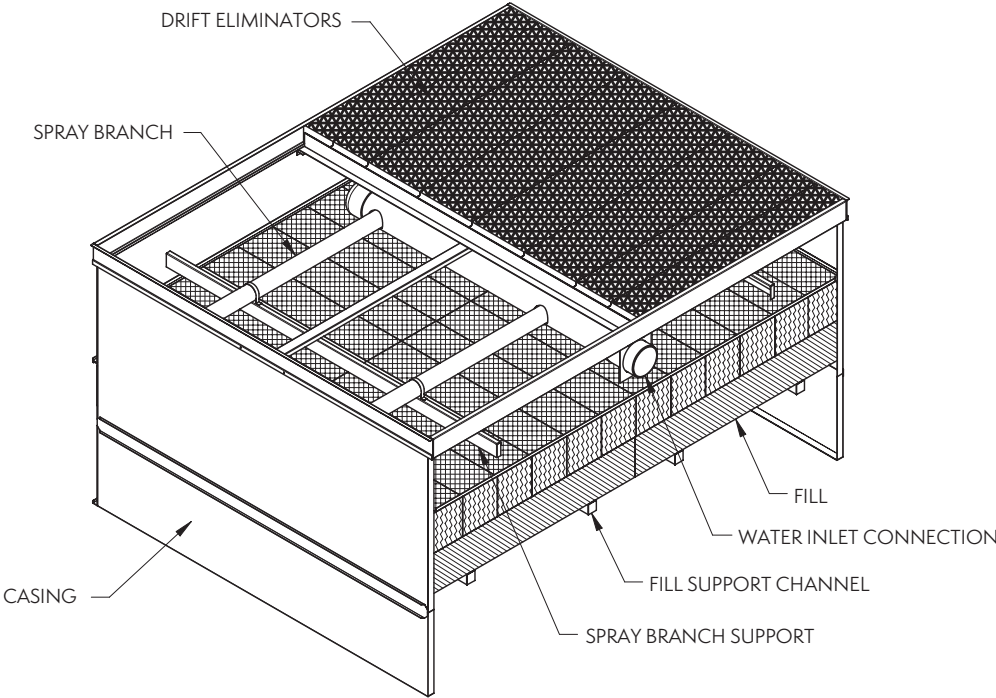 DRIFT ELIMINATORS
SPRAY BRANCH
FILL
WATER INLET CONNECTION
FILL SUPPORT CHANNEL
CASING
SPRAY BRANCH SUPPORT